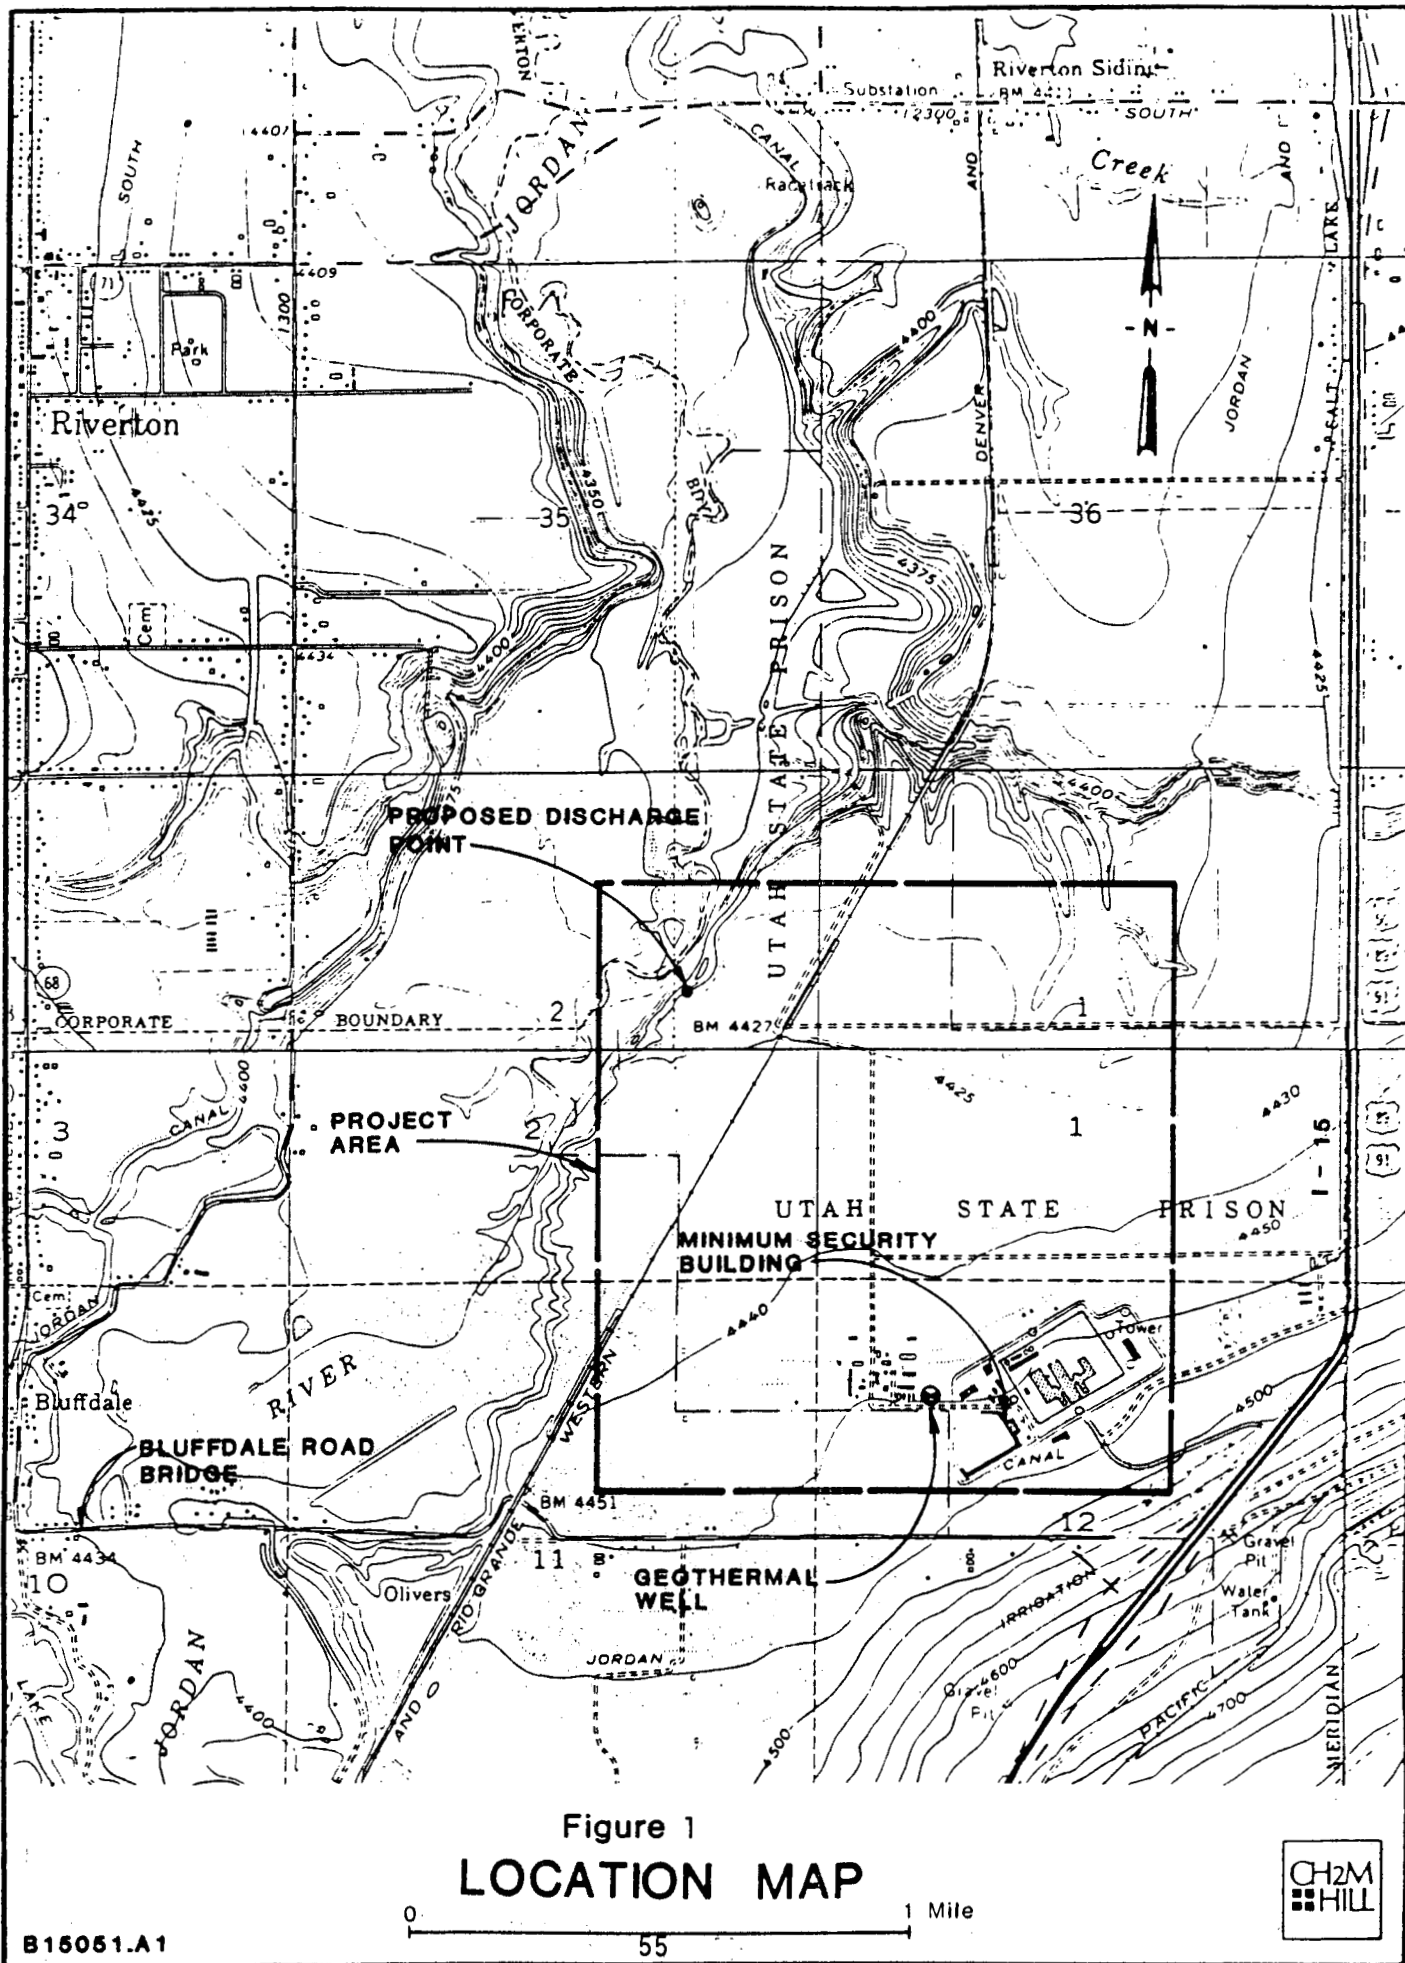 Riverton Siding
Substation
BM 44
12300
SOUTH
4407
JORDAN
CANAL
Racetrack
AND
Creek
AND
SOUTH
LAKE
4409
71
1300
Park
CORPORATE
4400
- N -
DENVER
JORDAN
SALT
Riverton
4425
34
35
4350
36
4375
UTAH STATE PRISON
Cem
4434
4400
4425
4400
PROPOSED DISCHARGE
POINT
68
CORPORATE
BOUNDARY
2
BM 4427
1
4400
CANAL
3
PROJECT
AREA
2
4425
1
4430
I-15
UTAH STATE PRISON
4450
MINIMUM SECURITY
BUILDING
Cem
JORDAN
4440
Tower
RIVER
WESTERN
Bluffdale
4500
BLUFFDALE ROAD
BRIDGE
CANAL
BM 4451
12
BM 4434
10
11
Olivers
RIO GRANDE
GEOTHERMAL
WELL
IRRIGATION
Gravel
Pit
Water
Tank
JORDAN
JORDAN
LAKE
4400
AND
4500
4600
Gravel
Pit
PACIFIC
4700
MERIDIAN
Figure 1
LOCATION MAP
0
1 Mile
CH2M
HILL
B15051.A1
55